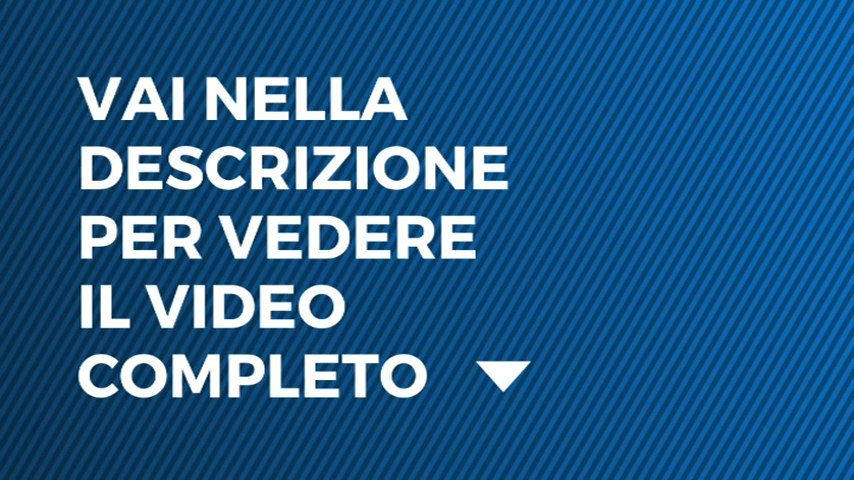 VAI NELLA
DESCRIZIONE
PER VEDERE
IL VIDEO
COMPLETO